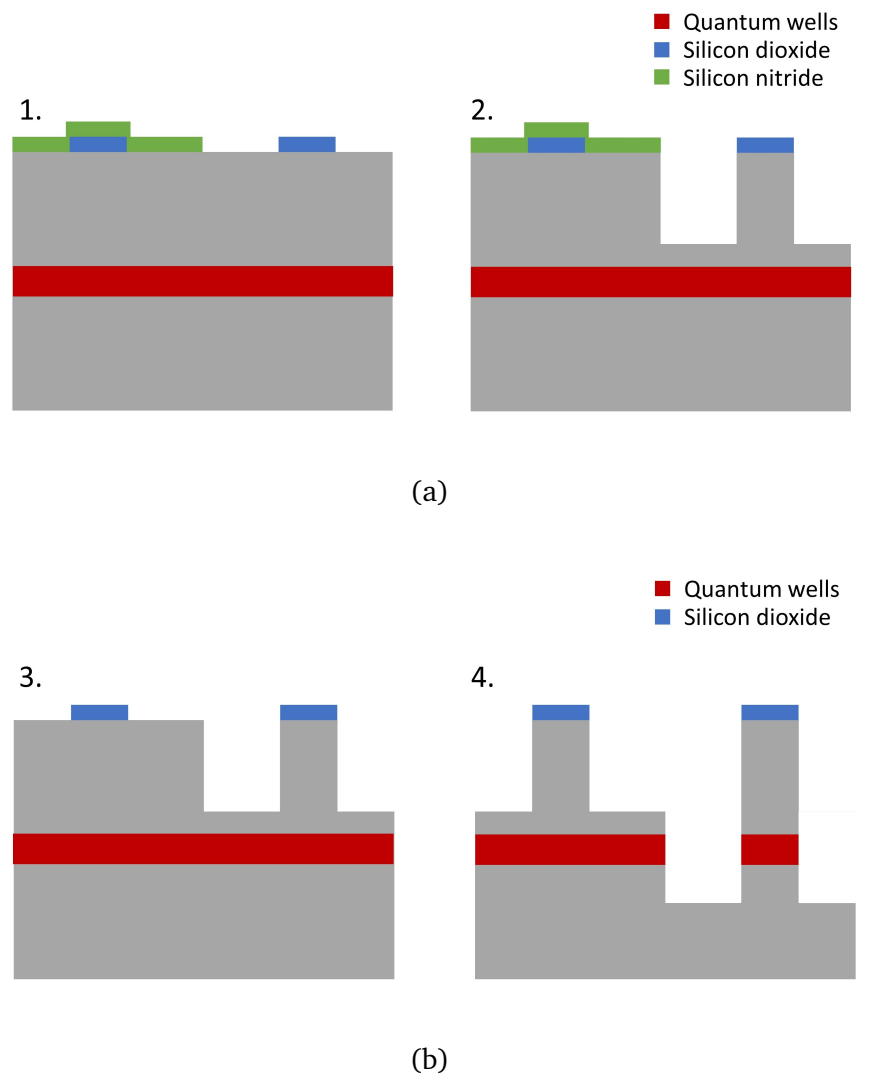 Quantum wells
Silicon dioxide
Silicon nitride
1.
2.
(a)
Quantum wells
Silicon dioxide
3.
4.
(b)